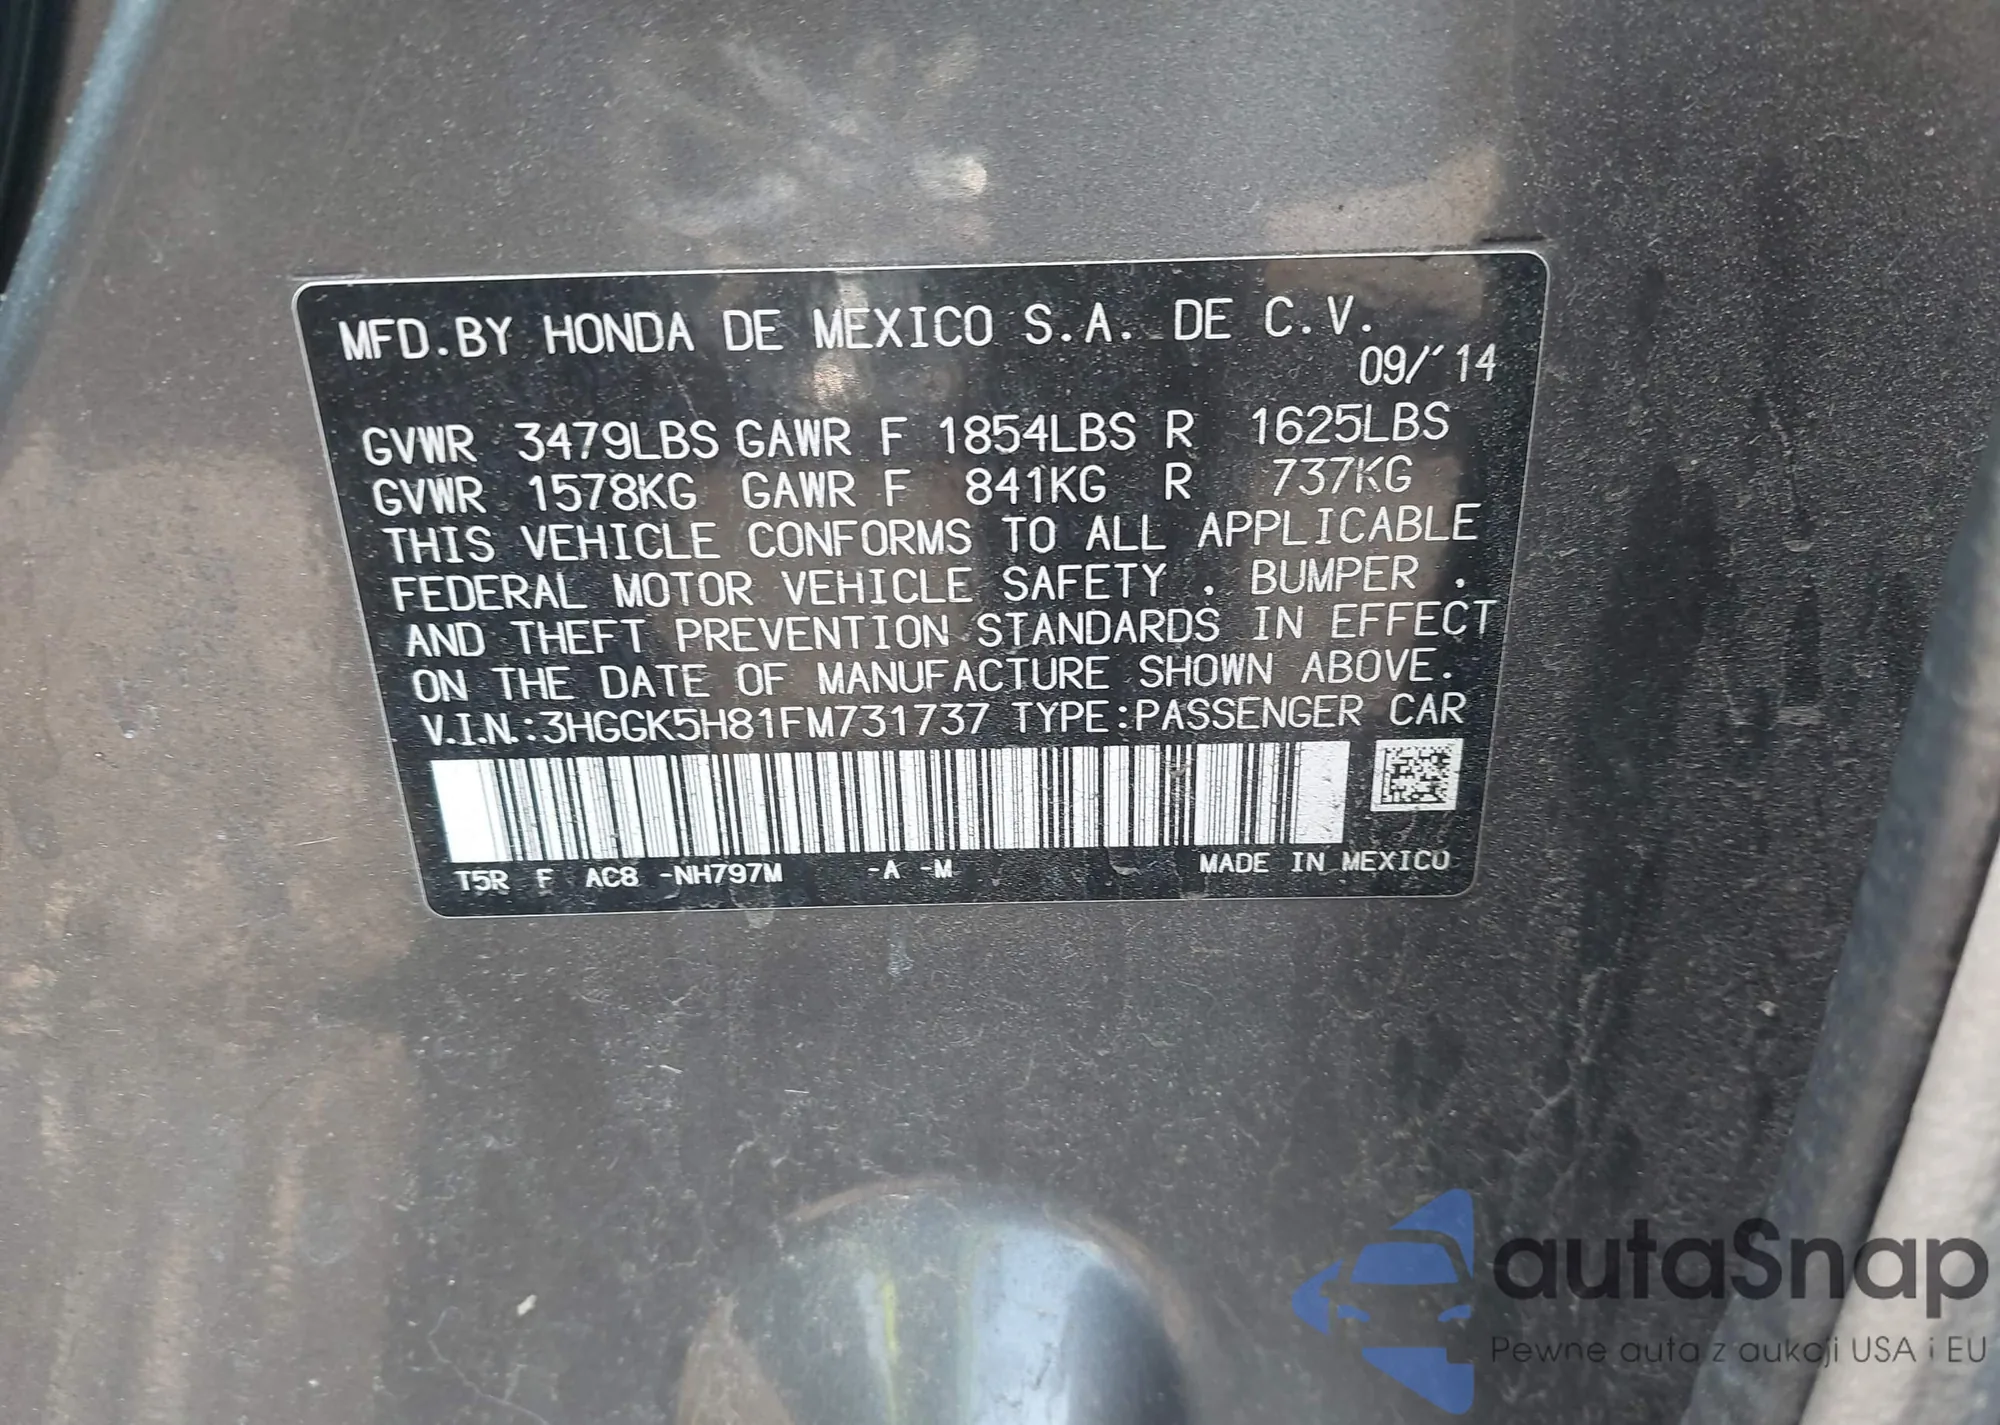 MFD.BY HONDA DE MEXICO S.A. DE C.V.
09/'14
GVWR 3479LBS GAWR F 1854LBS R 1625LBS
GVWR 1578KG GAWR F 841KG R 737KG
THIS VEHICLE CONFORMS TO ALL APPLICABLE
FEDERAL MOTOR VEHICLE SAFETY . BUMPER .
AND THEFT PREVENTION STANDARDS IN EFFECT
ON THE DATE OF MANUFACTURE SHOWN ABOVE.
V.I.N.:3HGGK5H81FM731737 TYPE:PASSENGER CAR
T5R F AC8 -NH797M -A -M MADE IN MEXICO
autaSnap
Pewne auta z aukcji USA i EU